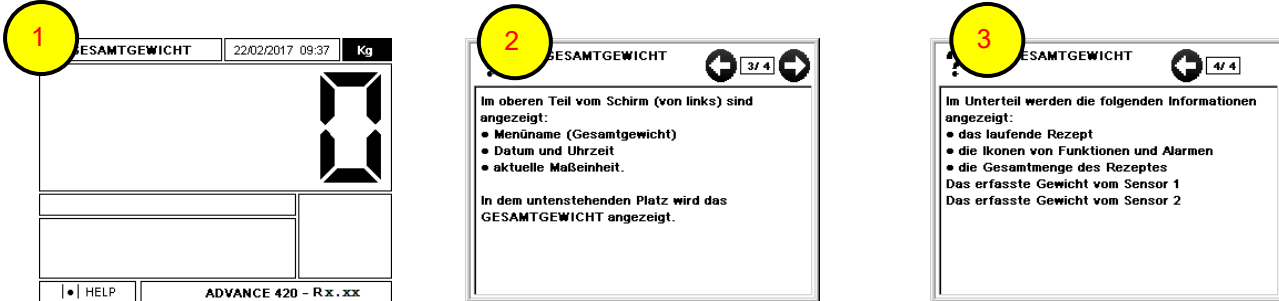 1
ESAMTGEWICHT 22/02/2017 09:37 Kg
0
|●| HELP ADVANCE 420 - Rx.xx
2
ESAMTGEWICHT 3/ 4
Im oberen Teil vom Schirm (von links) sind
angezeigt:
● Menüname (Gesamtgewicht)
● Datum und Uhrzeit
● aktuelle Maßeinheit.
In dem untenstehenden Platz wird das
GESAMTGEWICHT angezeigt.
3
? ESAMTGEWICHT 4/ 4
Im Unterteil werden die folgenden Informationen
angezeigt:
● das laufende Rezept
● die Ikonen von Funktionen und Alarmen
● die Gesamtmenge des Rezeptes
Das erfasste Gewicht vom Sensor 1
Das erfasste Gewicht vom Sensor 2